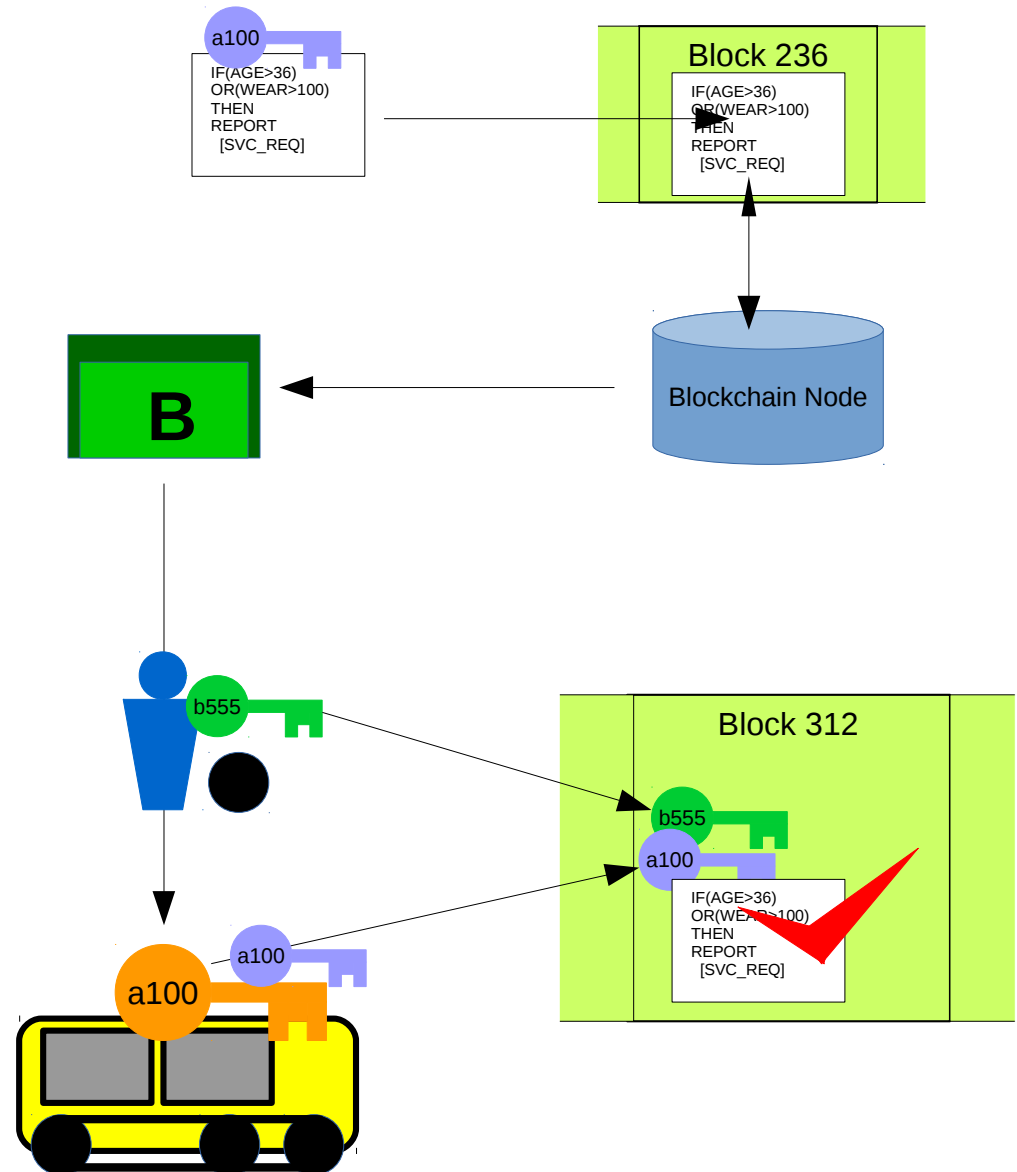 a100
IF(AGE>36)
OR(WEAR>100)
THEN
REPORT
[SVC_REQ]
Block 236
IF(AGE>36)
OR(WEAR>100)
THEN
REPORT
[SVC_REQ]
Blockchain Node
B
b555
Block 312
b555
a100
IF(AGE>36)
OR(WEAR>100)
THEN
REPORT
[SVC_REQ]
a100
a100